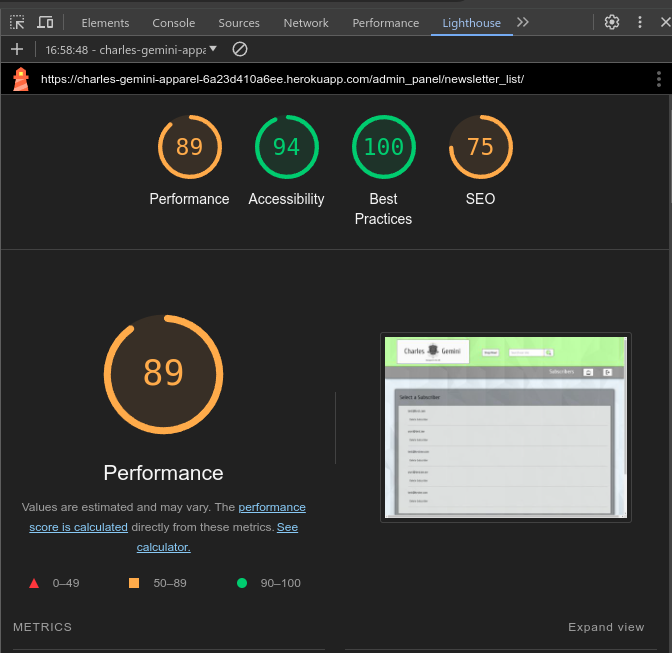 Elements Console Sources Network Performance Lighthouse
16:58:48 - charles-gemini-appa
https://charles-gemini-apparel-6a23d410a6ee.herokuapp.com/admin_panel/newsletter_list/
89 94 100 75
Performance Accessibility Best Practices SEO
89
Charles Gemini
Subscribers
Select a Subscriber
Performance
Values are estimated and may vary. The performance
score is calculated directly from these metrics. See
calculator.
0–49 50–89 90–100
METRICS Expand view